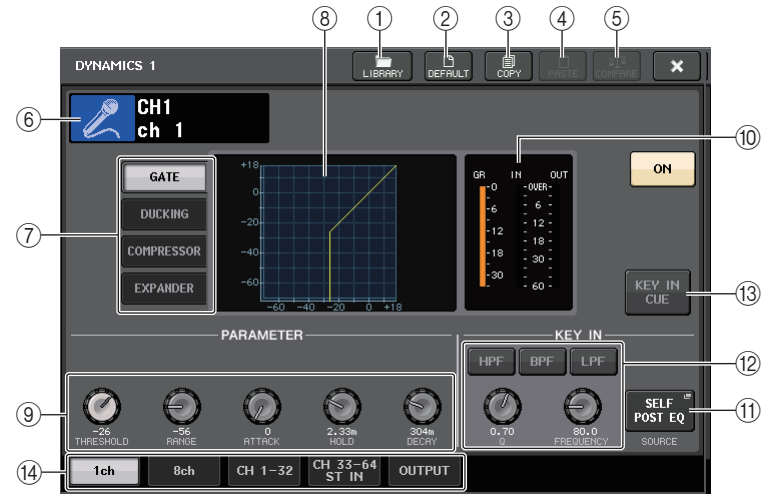 ⑧ ① ② ③ ④ ⑤
DYNAMICS 1
LIBRARY DEFAULT COPY PASTE COMPARE ×
⑥ CH1
ch 1
⑩
ON
⑦ GATE
DUCKING
COMPRESSOR
EXPANDER
+18
0
-20
-40
-60
-60 -40 -20 0 +18
GR IN OUT
0 OVER
-6 6
-12 12
-18 18
-30 30
60
KEY IN
CUE ⑬
PARAMETER
KEY IN
HPF BPF LPF ⑫
⑨
-26 -56 0 2.33m 304m
THRESHOLD RANGE ATTACK HOLD DECAY
0.70 80.0
Q FREQUENCY
SELF
POST EQ ⑪
SOURCE
⑭ 1ch 8ch CH 1-32 CH 33-64
ST IN OUTPUT